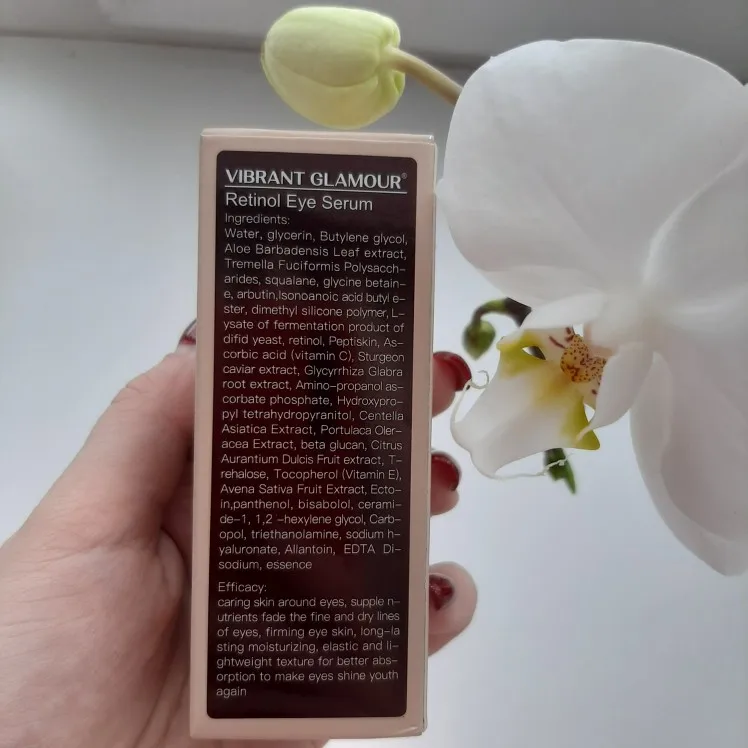 VIBRANT GLAMOUR®
Retinol Eye Serum
Ingredients:
Water, glycerin, Butylene glycol,
Aloe Barbadensis Leaf extract,
Tremella Fuciformis Polysacch-
arides, squalane, glycine betain-
e, arbutin,Isonoanoic acid butyl e-
ster, dimethyl silicone polymer, L-
ysate of fermentation product of
difid yeast, retinol, Peptiskin, As-
corbic acid (vitamin C), Sturgeon
caviar extract, Glycyrrhiza Glabra
root extract, Amino-propanol as-
corbate phosphate, Hydroxypro-
pyl tetrahydropyranitol, Centella
Asiatica Extract, Portulaca Oler-
acea Extract, beta glucan, Citrus
Aurantium Dulcis Fruit extract, T-
rehalose, Tocopherol (Vitamin E),
Avena Sativa Fruit Extract, Ecto-
in,panthenol, bisabolol, cerami-
de-1, 1,2 -hexylene glycol, Carb-
opol, triethanolamine, sodium h-
yaluronate, Allantoin, EDTA Di-
sodium, essence
Efficacy:
caring skin around eyes, supple n-
utrients fade the fine and dry lines
of eyes, firming eye skin, long-la
sting moisturizing, elastic and li-
ghtweight texture for better abs-
orption to make eyes shine youth
again